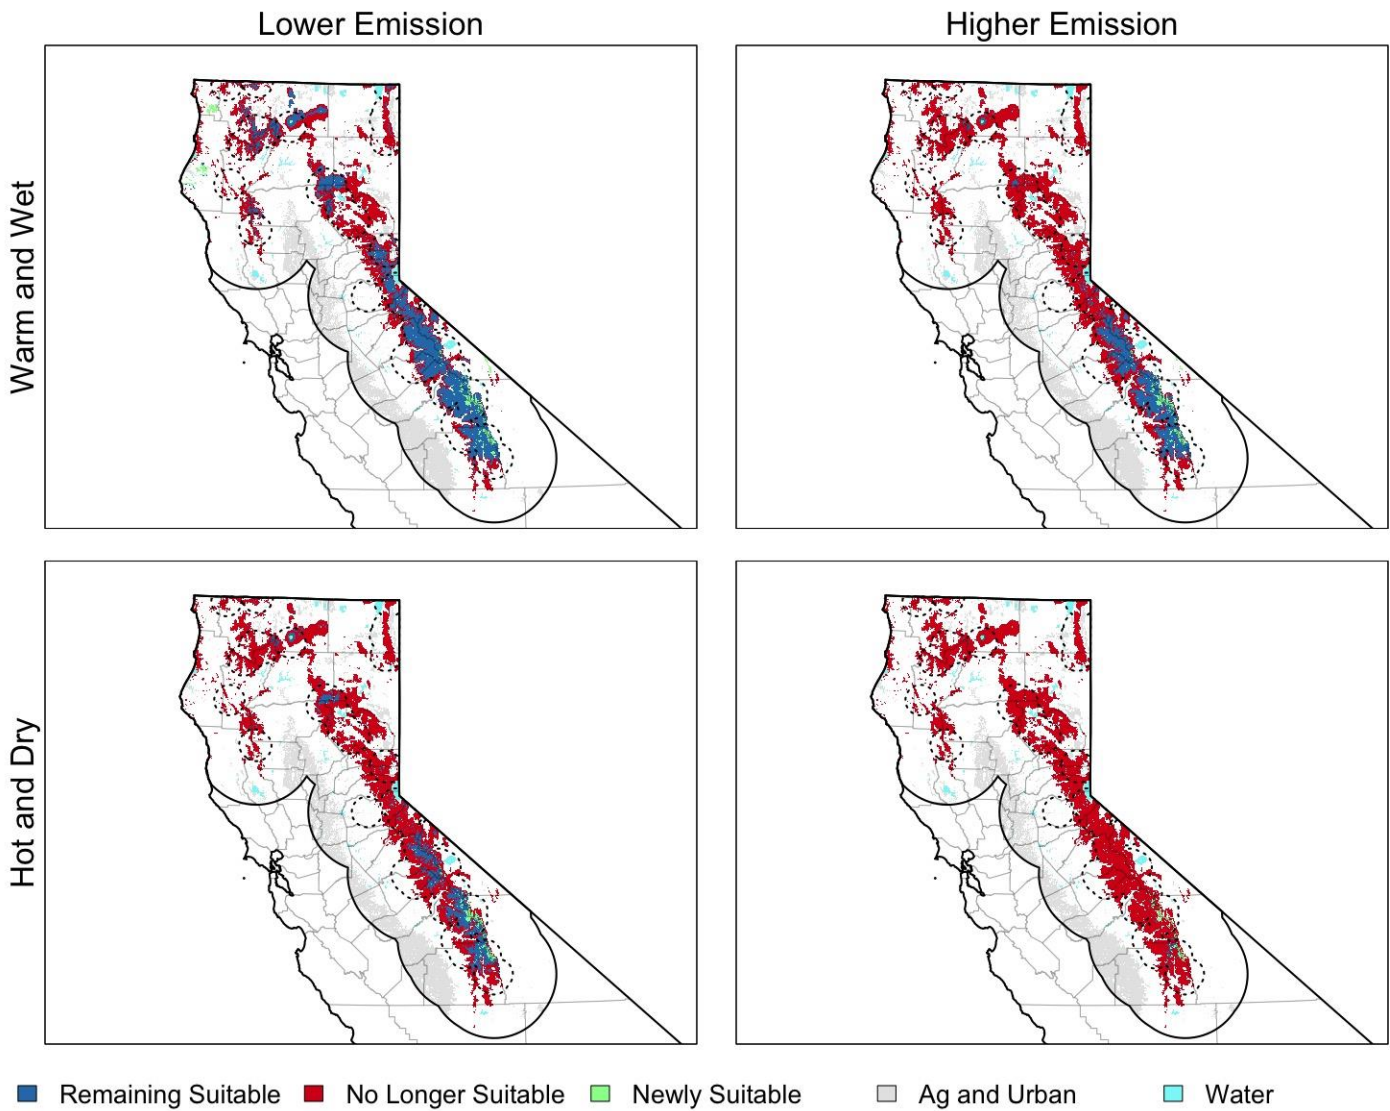 Lower Emission
Higher Emission
Warm and Wet
Hot and Dry
Remaining Suitable
No Longer Suitable
Newly Suitable
Ag and Urban
Water